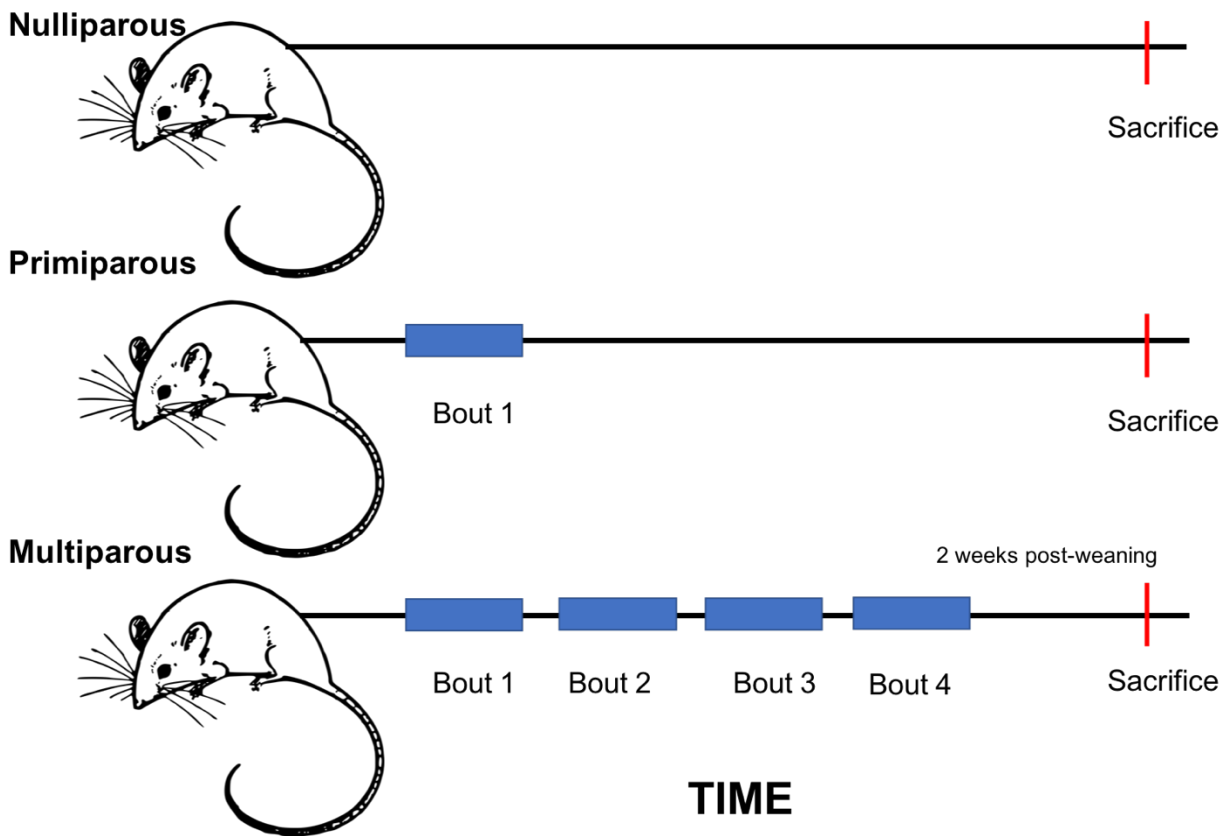 Nulliparous
Sacrifice
Primiparous
Bout 1
Sacrifice
Multiparous
2 weeks post-weaning
Bout 1
Bout 2
Bout 3
Bout 4
Sacrifice
TIME